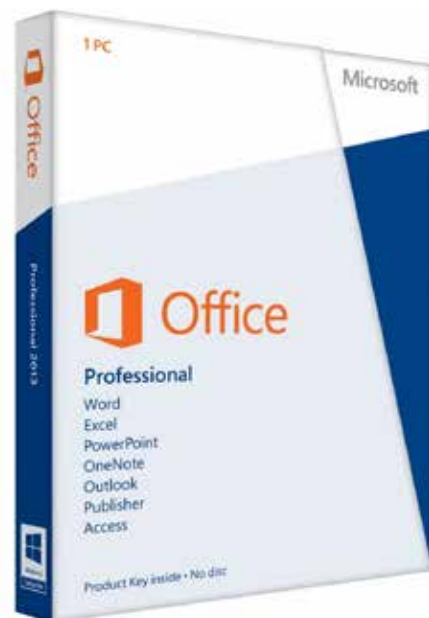 1 PC
Microsoft
Office
Professional 2013
Office
Professional
Word
Excel
PowerPoint
OneNote
Outlook
Publisher
Access
Product Key inside • No disc